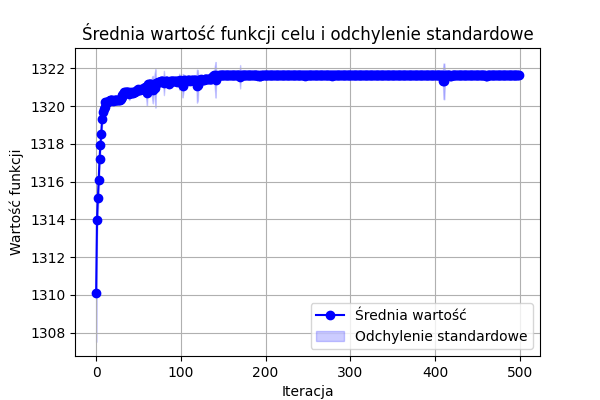 Średnia wartość funkcji celu i odchylenie standardowe
Wartość funkcji
1322
1320
1318
1316
1314
1312
1310
1308
Średnia wartość
Odchylenie standardowe
0 100 200 300 400 500
Iteracja